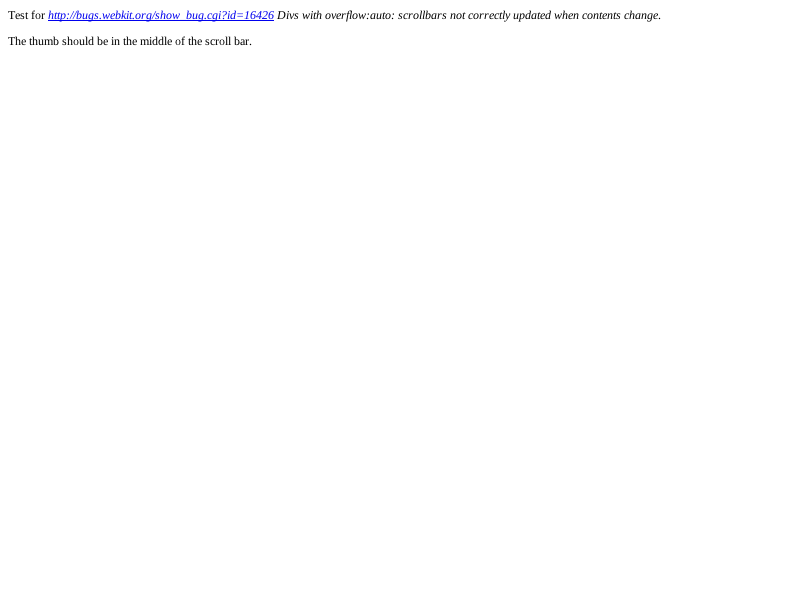 Test for http://bugs.webkit.org/show_bug.cgi?id=16426 Divs with overflow:auto: scrollbars not correctly updated when contents change.
The thumb should be in the middle of the scroll bar.